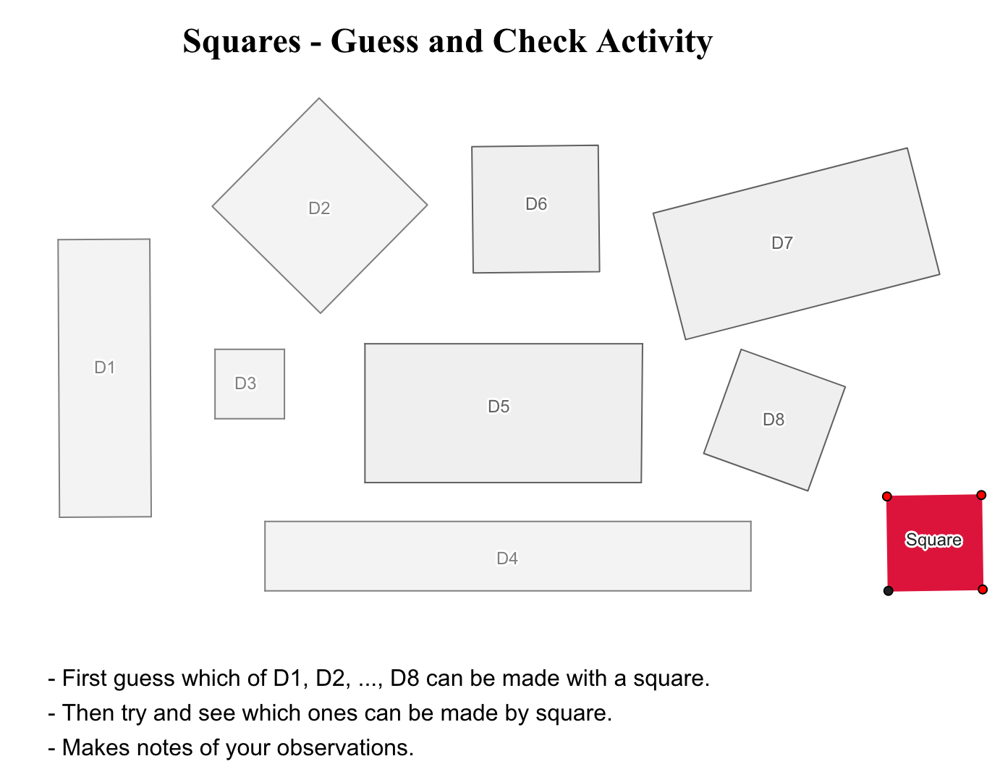 Squares - Guess and Check Activity
D2
D6
D7
D1
D3
D5
D8
Square
D4
- First guess which of D1, D2, ..., D8 can be made with a square.
- Then try and see which ones can be made by square.
- Makes notes of your observations.